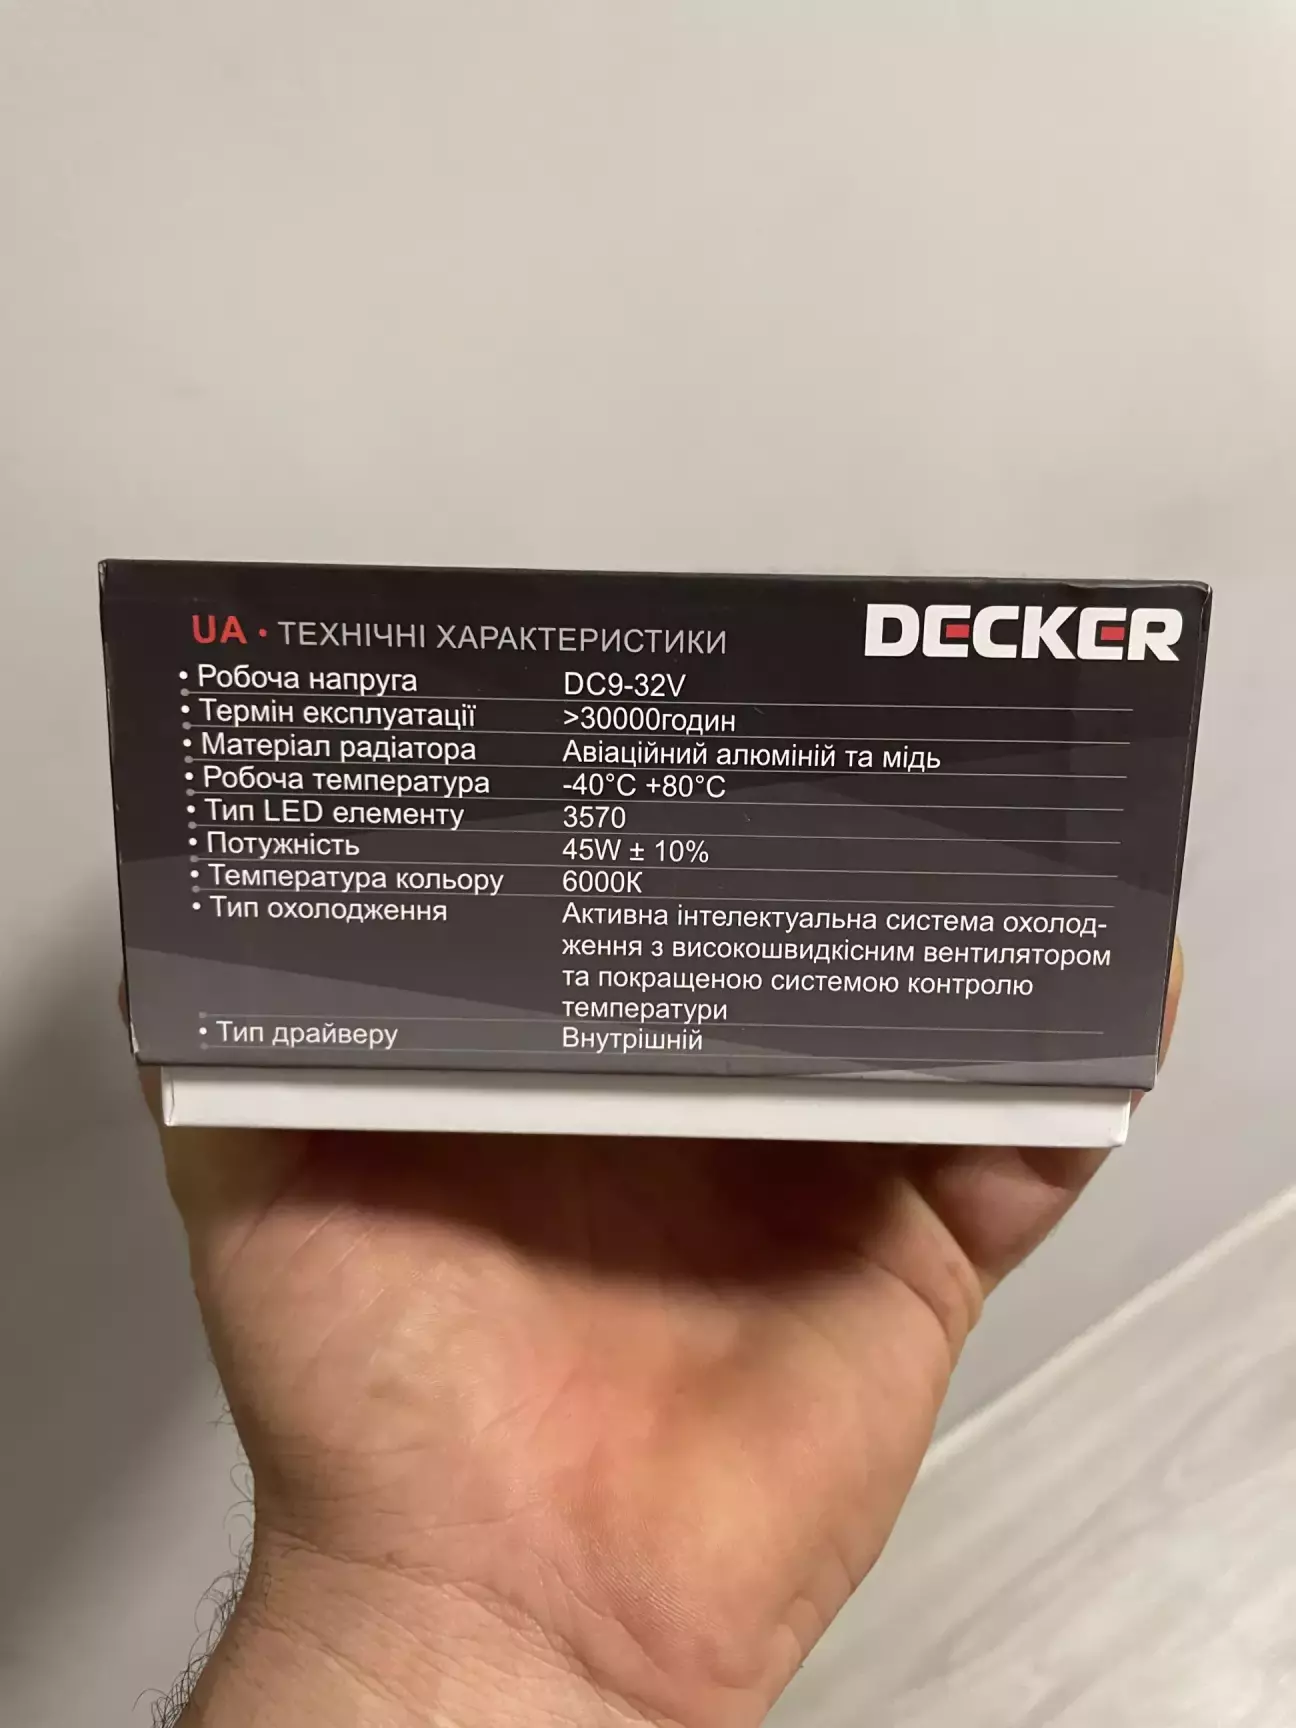 UA • ТЕХНІЧНІ ХАРАКТЕРИСТИКИ DECKER
• Робоча напруга DC9-32V
• Термін експлуатації >30000годин
• Матеріал радіатора Авіаційний алюміній та мідь
• Робоча температура -40°C +80°C
• Тип LED елементу 3570
• Потужність 45W ± 10%
• Температура кольору 6000К
• Тип охолодження Активна інтелектуальна система охолод-
ження з високошвидкісним вентилятором
та покращеною системою контролю
температури
• Тип драйверу Внутрішній